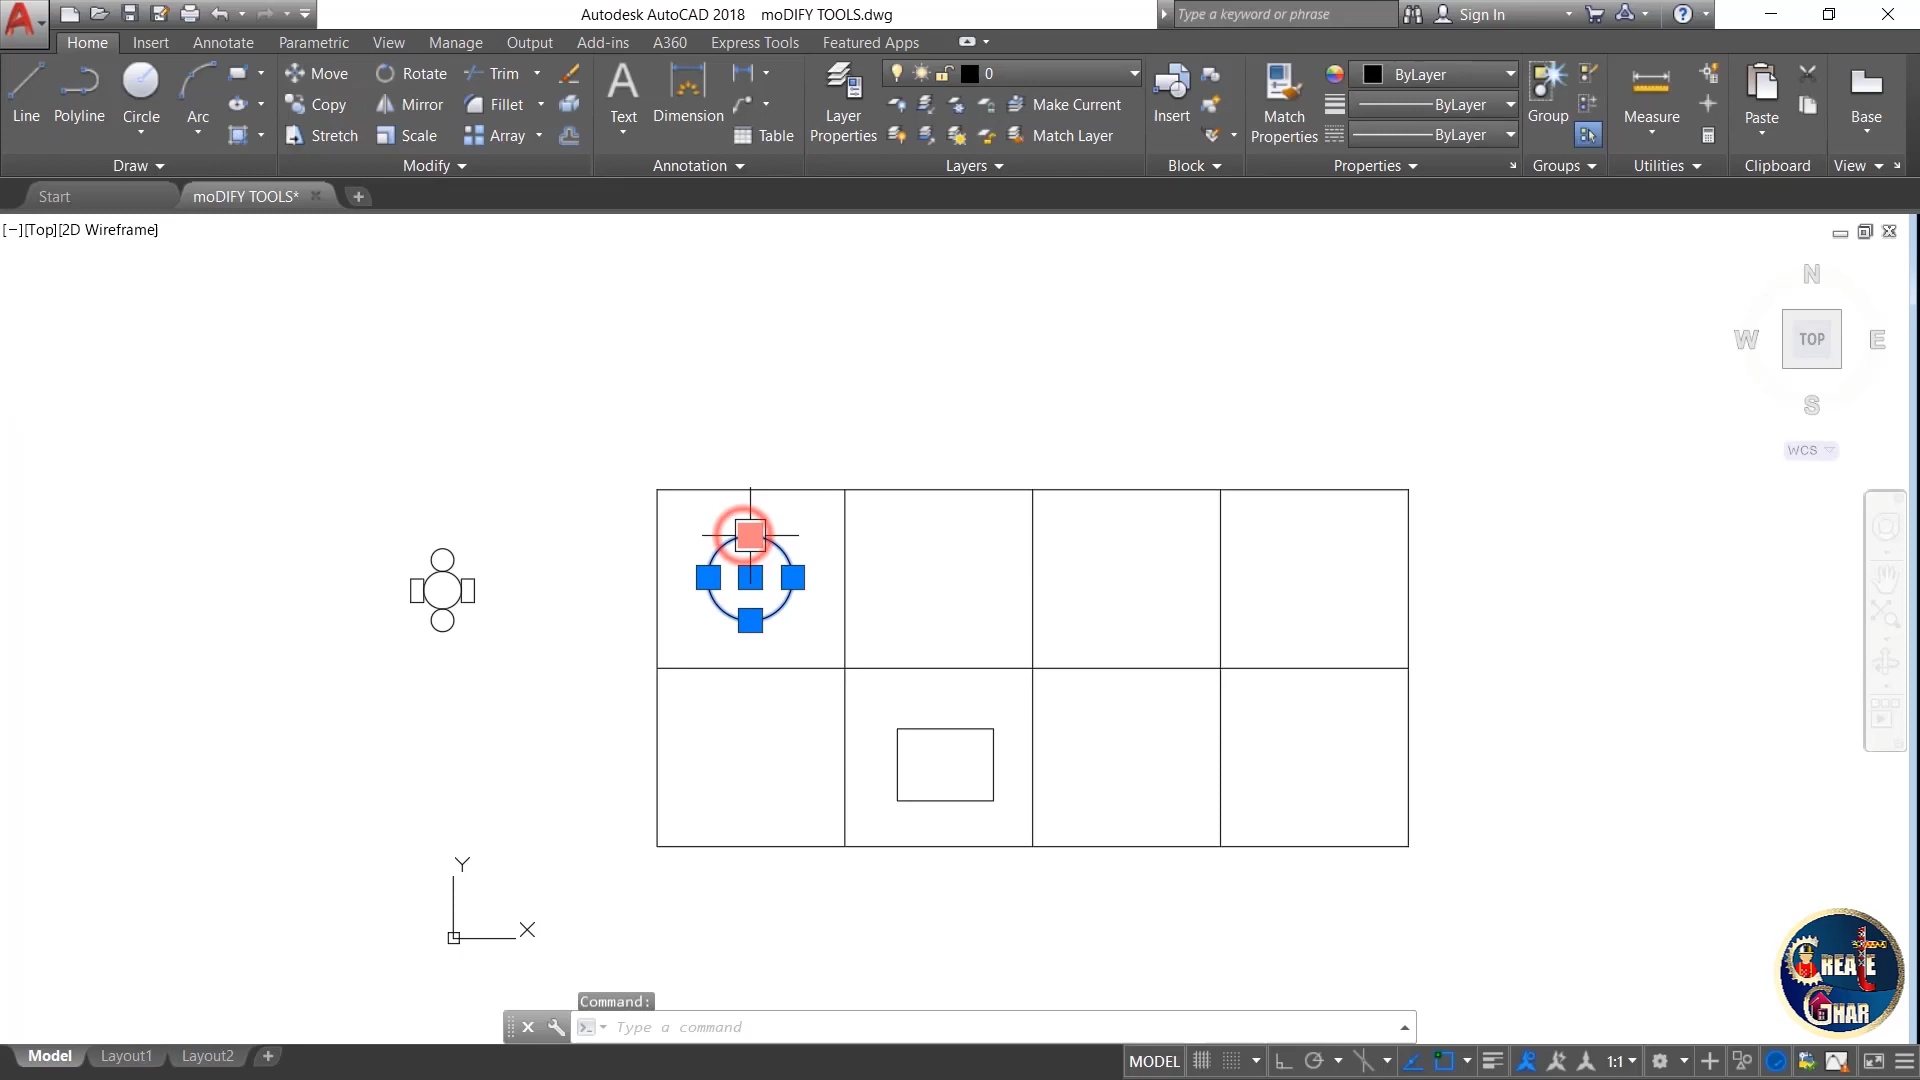 Autodesk AutoCAD 2018 moDIFY TOOLS.dwg
Type a keyword or phrase
Sign In
Home Insert Annotate Parametric View Manage Output Add-ins A360 Express Tools Featured Apps
Line Polyline Circle Arc
Draw
Move Rotate Trim
Copy Mirror Fillet
Stretch Scale Array
Modify
Text Dimension Table
Annotation
Layer Properties
0
Make Current
Match Layer
Layers
Insert
Block
Match Properties
ByLayer
ByLayer
ByLayer
Properties
Group
Groups
Measure
Utilities
Paste
Clipboard
Base
View
Start moDIFY TOOLS*
[−][Top][2D Wireframe]
N
W TOP E
S
WCS
Y
X
CREATE
GHAR
Command:
Type a command
Model Layout1 Layout2
MODEL 1:1